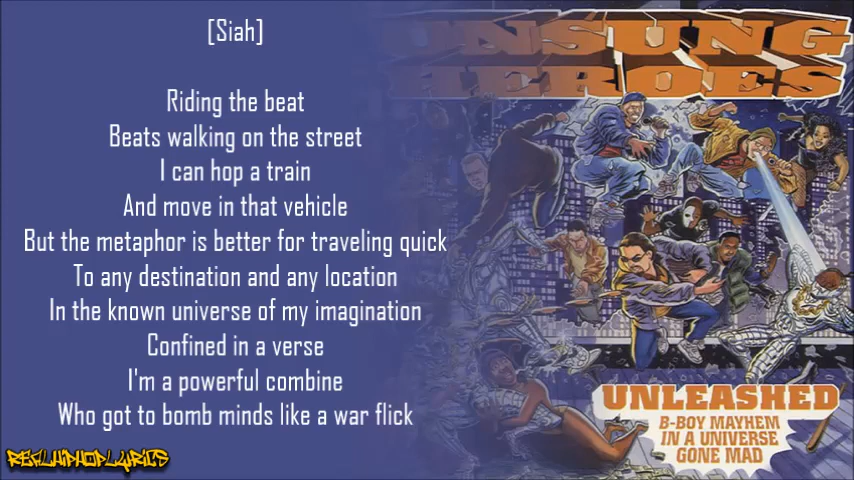 [Siah]
Riding the beat
Beats walking on the street
I can hop a train
And move in that vehicle
But the metaphor is better for traveling quick
To any destination and any location
In the known universe of my imagination
Confined in a verse
I'm a powerful combine
Who got to bomb minds like a war flick
UNSUNG
HEROES
UNLEASHED
B-BOY MAYHEM
IN A UNIVERSE
GONE MAD
REALHIPHOPLYRICS